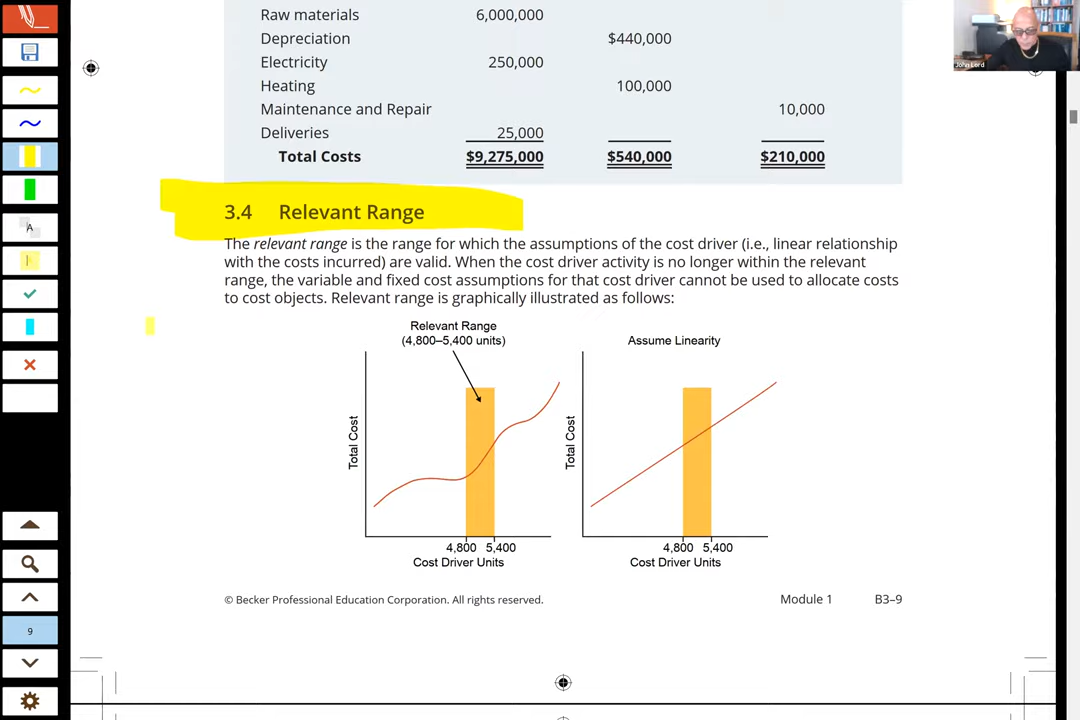 Raw materials 6,000,000
Depreciation $440,000
Electricity 250,000
Heating 100,000
Maintenance and Repair 10,000
Deliveries 25,000
Total Costs $9,275,000 $540,000 $210,000
3.4 Relevant Range
The relevant range is the range for which the assumptions of the cost driver (i.e., linear relationship
with the costs incurred) are valid. When the cost driver activity is no longer within the relevant
range, the variable and fixed cost assumptions for that cost driver cannot be used to allocate costs
to cost objects. Relevant range is graphically illustrated as follows:
Relevant Range
(4,800–5,400 units)
Total Cost
4,800 5,400
Cost Driver Units
Assume Linearity
Total Cost
4,800 5,400
Cost Driver Units
© Becker Professional Education Corporation. All rights reserved. Module 1 B3–9
John Lord
A
9